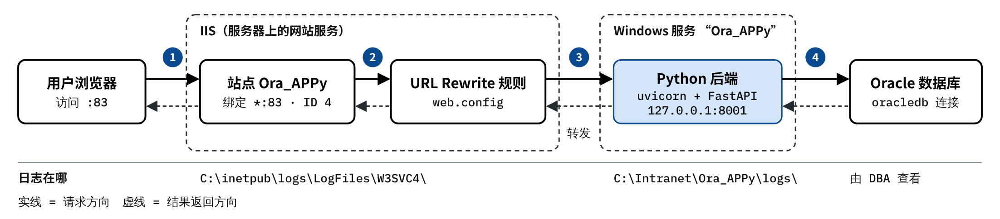 IIS（服务器上的网站服务）
Windows 服务 “Ora_APPy”
1
2
3
4
用户浏览器
访问 :83
站点 Ora_APPy
绑定 *:83 · ID 4
URL Rewrite 规则
web.config
Python 后端
uvicorn + FastAPI
127.0.0.1:8001
Oracle 数据库
oracledb 连接
转发
日志在哪
C:\inetpub\logs\LogFiles\W3SVC4\
C:\Intranet\Ora_APPy\logs\
由 DBA 查看
实线 = 请求方向 虚线 = 结果返回方向